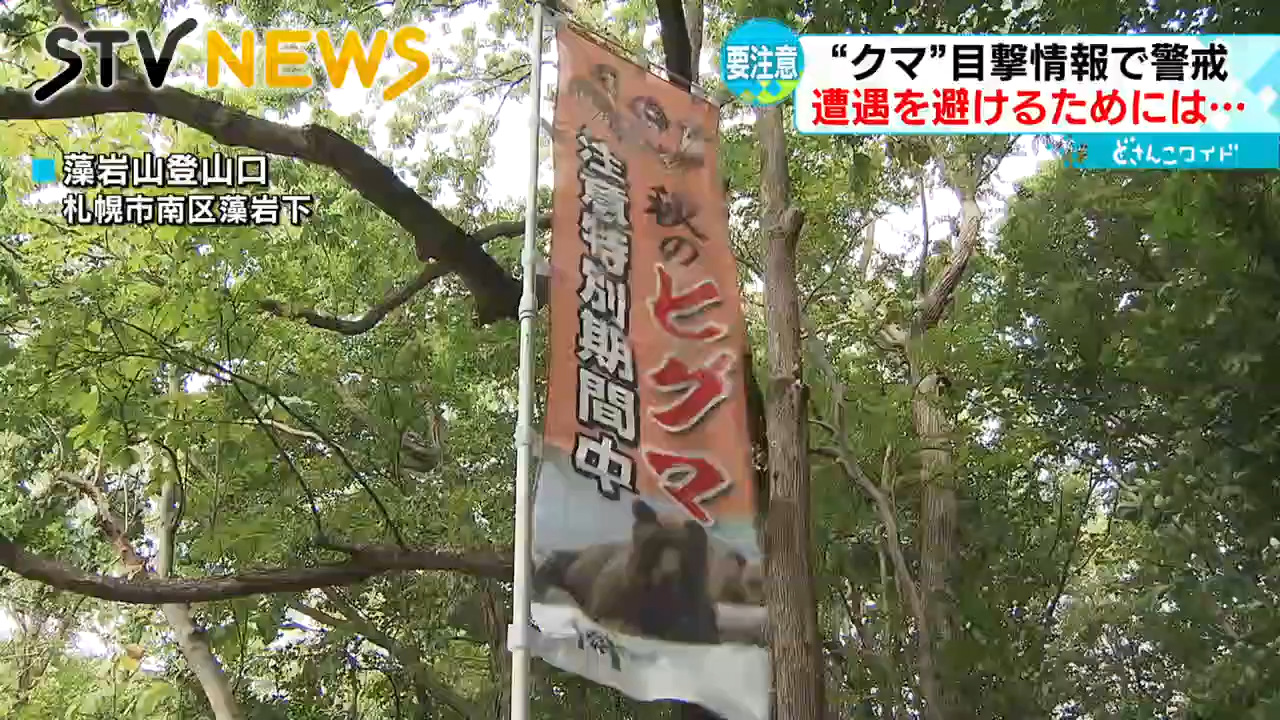 STV NEWS
要注意
“クマ”目撃情報で警戒
遭遇を避けるためには…
どさんこワイド
藻岩山登山口
札幌市南区藻岩下
秋のヒグマ
注意特別期間中